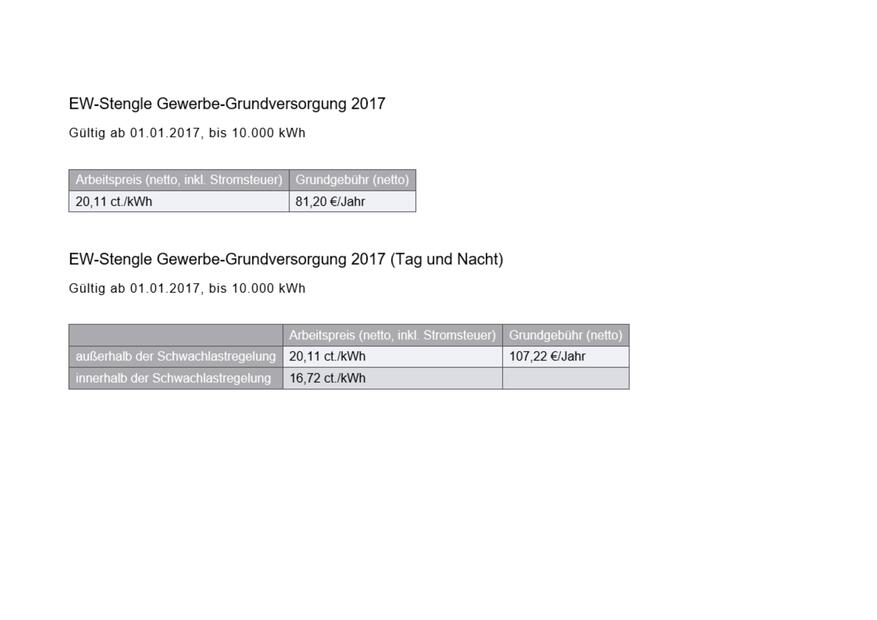 EW-Stengle Gewerbe-Grundversorgung 2017
Gültig ab 01.01.2017, bis 10.000 kWh
Arbeitspreis (netto, inkl. Stromsteuer) Grundgebühr (netto)
20,11 ct./kWh 81,20 €/Jahr
EW-Stengle Gewerbe-Grundversorgung 2017 (Tag und Nacht)
Gültig ab 01.01.2017, bis 10.000 kWh
Arbeitspreis (netto, inkl. Stromsteuer) Grundgebühr (netto)
außerhalb der Schwachlastregelung 20,11 ct./kWh 107,22 €/Jahr
innerhalb der Schwachlastregelung 16,72 ct./kWh